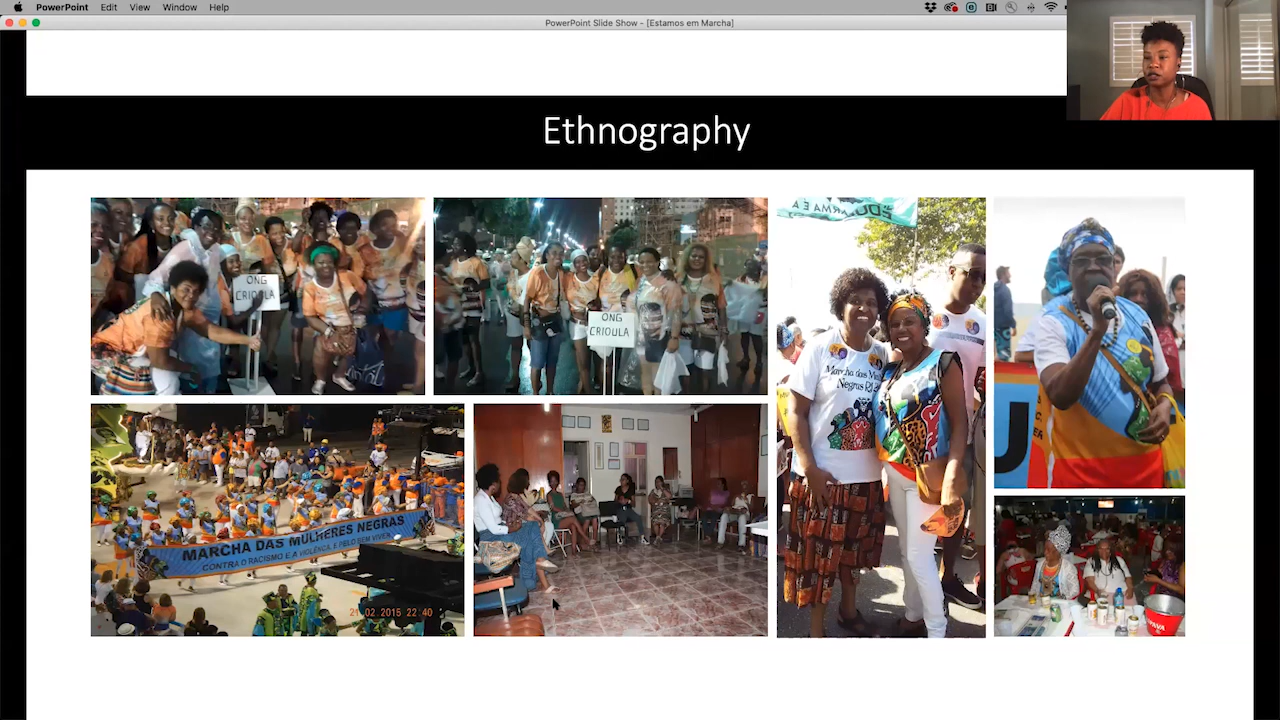 PowerPoint Edit View Window Help
PowerPoint Slide Show - [Estamos em Marcha]
Ethnography
ONG
CRIOULA
ONG
CRIOULA
Marcha das
Negras
MARCHA DAS MULHERES NEGRAS
CONTRA O RACISMO E A VIOLÊNCIA E PELO BEM VIVER
21 02 2015 22:40